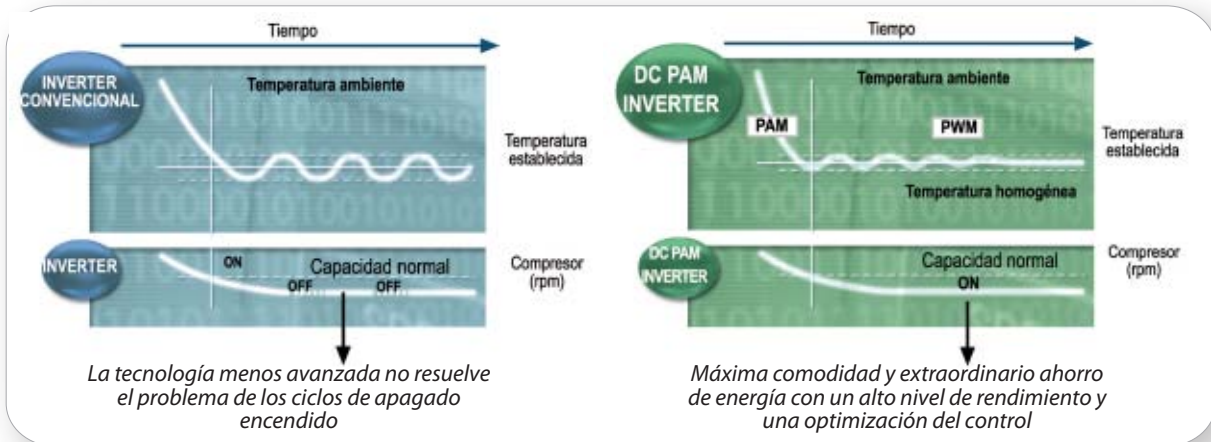 Tiempo
INVERTER
CONVENCIONAL
Temperatura ambiente
Temperatura
establecida
INVERTER
ON
Capacidad normal
OFF
OFF
Compresor
(rpm)
La tecnología menos avanzada no resuelve
el problema de los ciclos de apagado
encendido
Tiempo
DC PAM
INVERTER
Temperatura ambiente
PAM
PWM
Temperatura
establecida
Temperatura homogénea
DC PAM
INVERTER
Capacidad normal
ON
Compresor
(rpm)
Máxima comodidad y extraordinario ahorro
de energía con un alto nivel de rendimiento y
una optimización del control